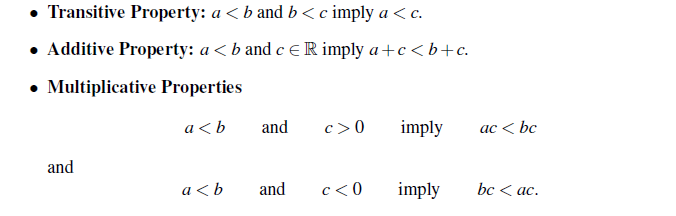 • Transitive Property: a < b and b < c imply a < c.
• Additive Property: a < b and c ∈ ℝ imply a + c < b + c.
• Multiplicative Properties
a < b and c > 0 imply ac < bc
and
a < b and c < 0 imply bc < ac.